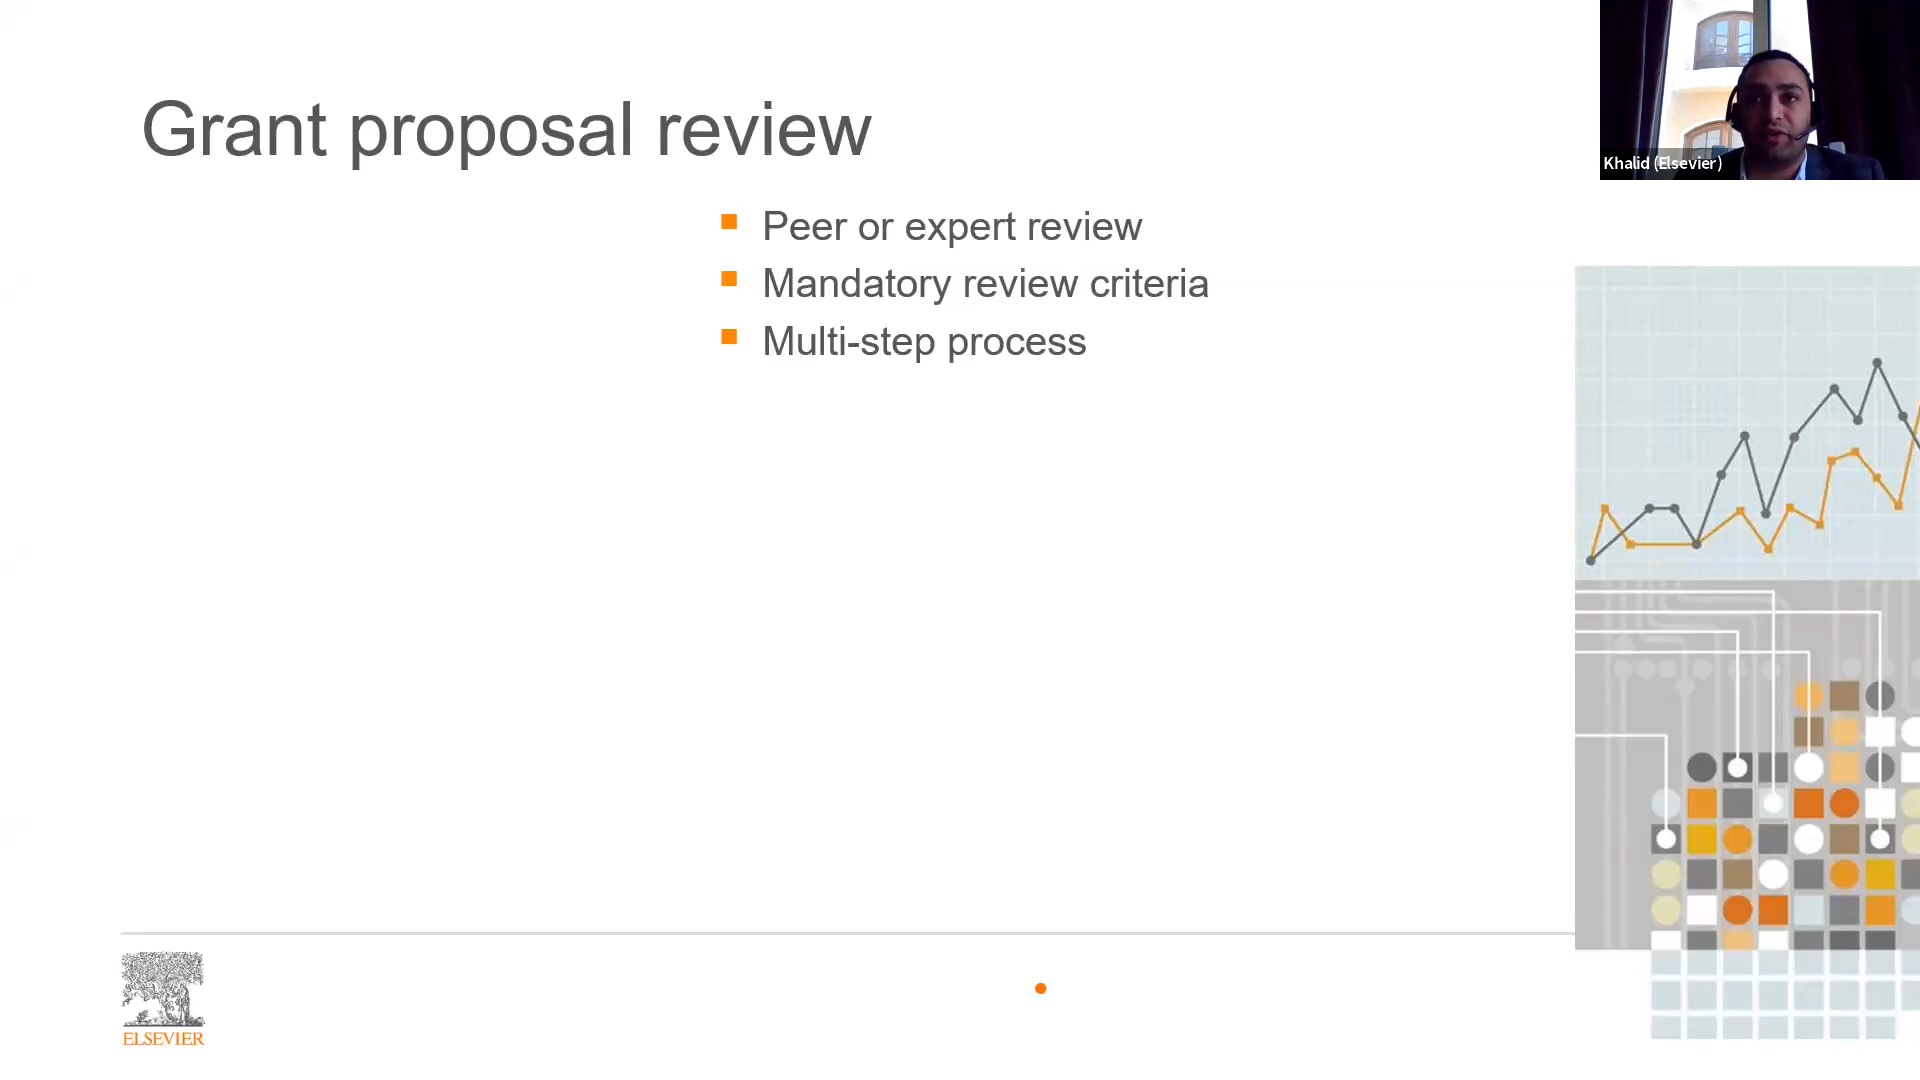 Grant proposal review
Khalid (Elsevier)
Peer or expert review
Mandatory review criteria
Multi-step process
ELSEVIER